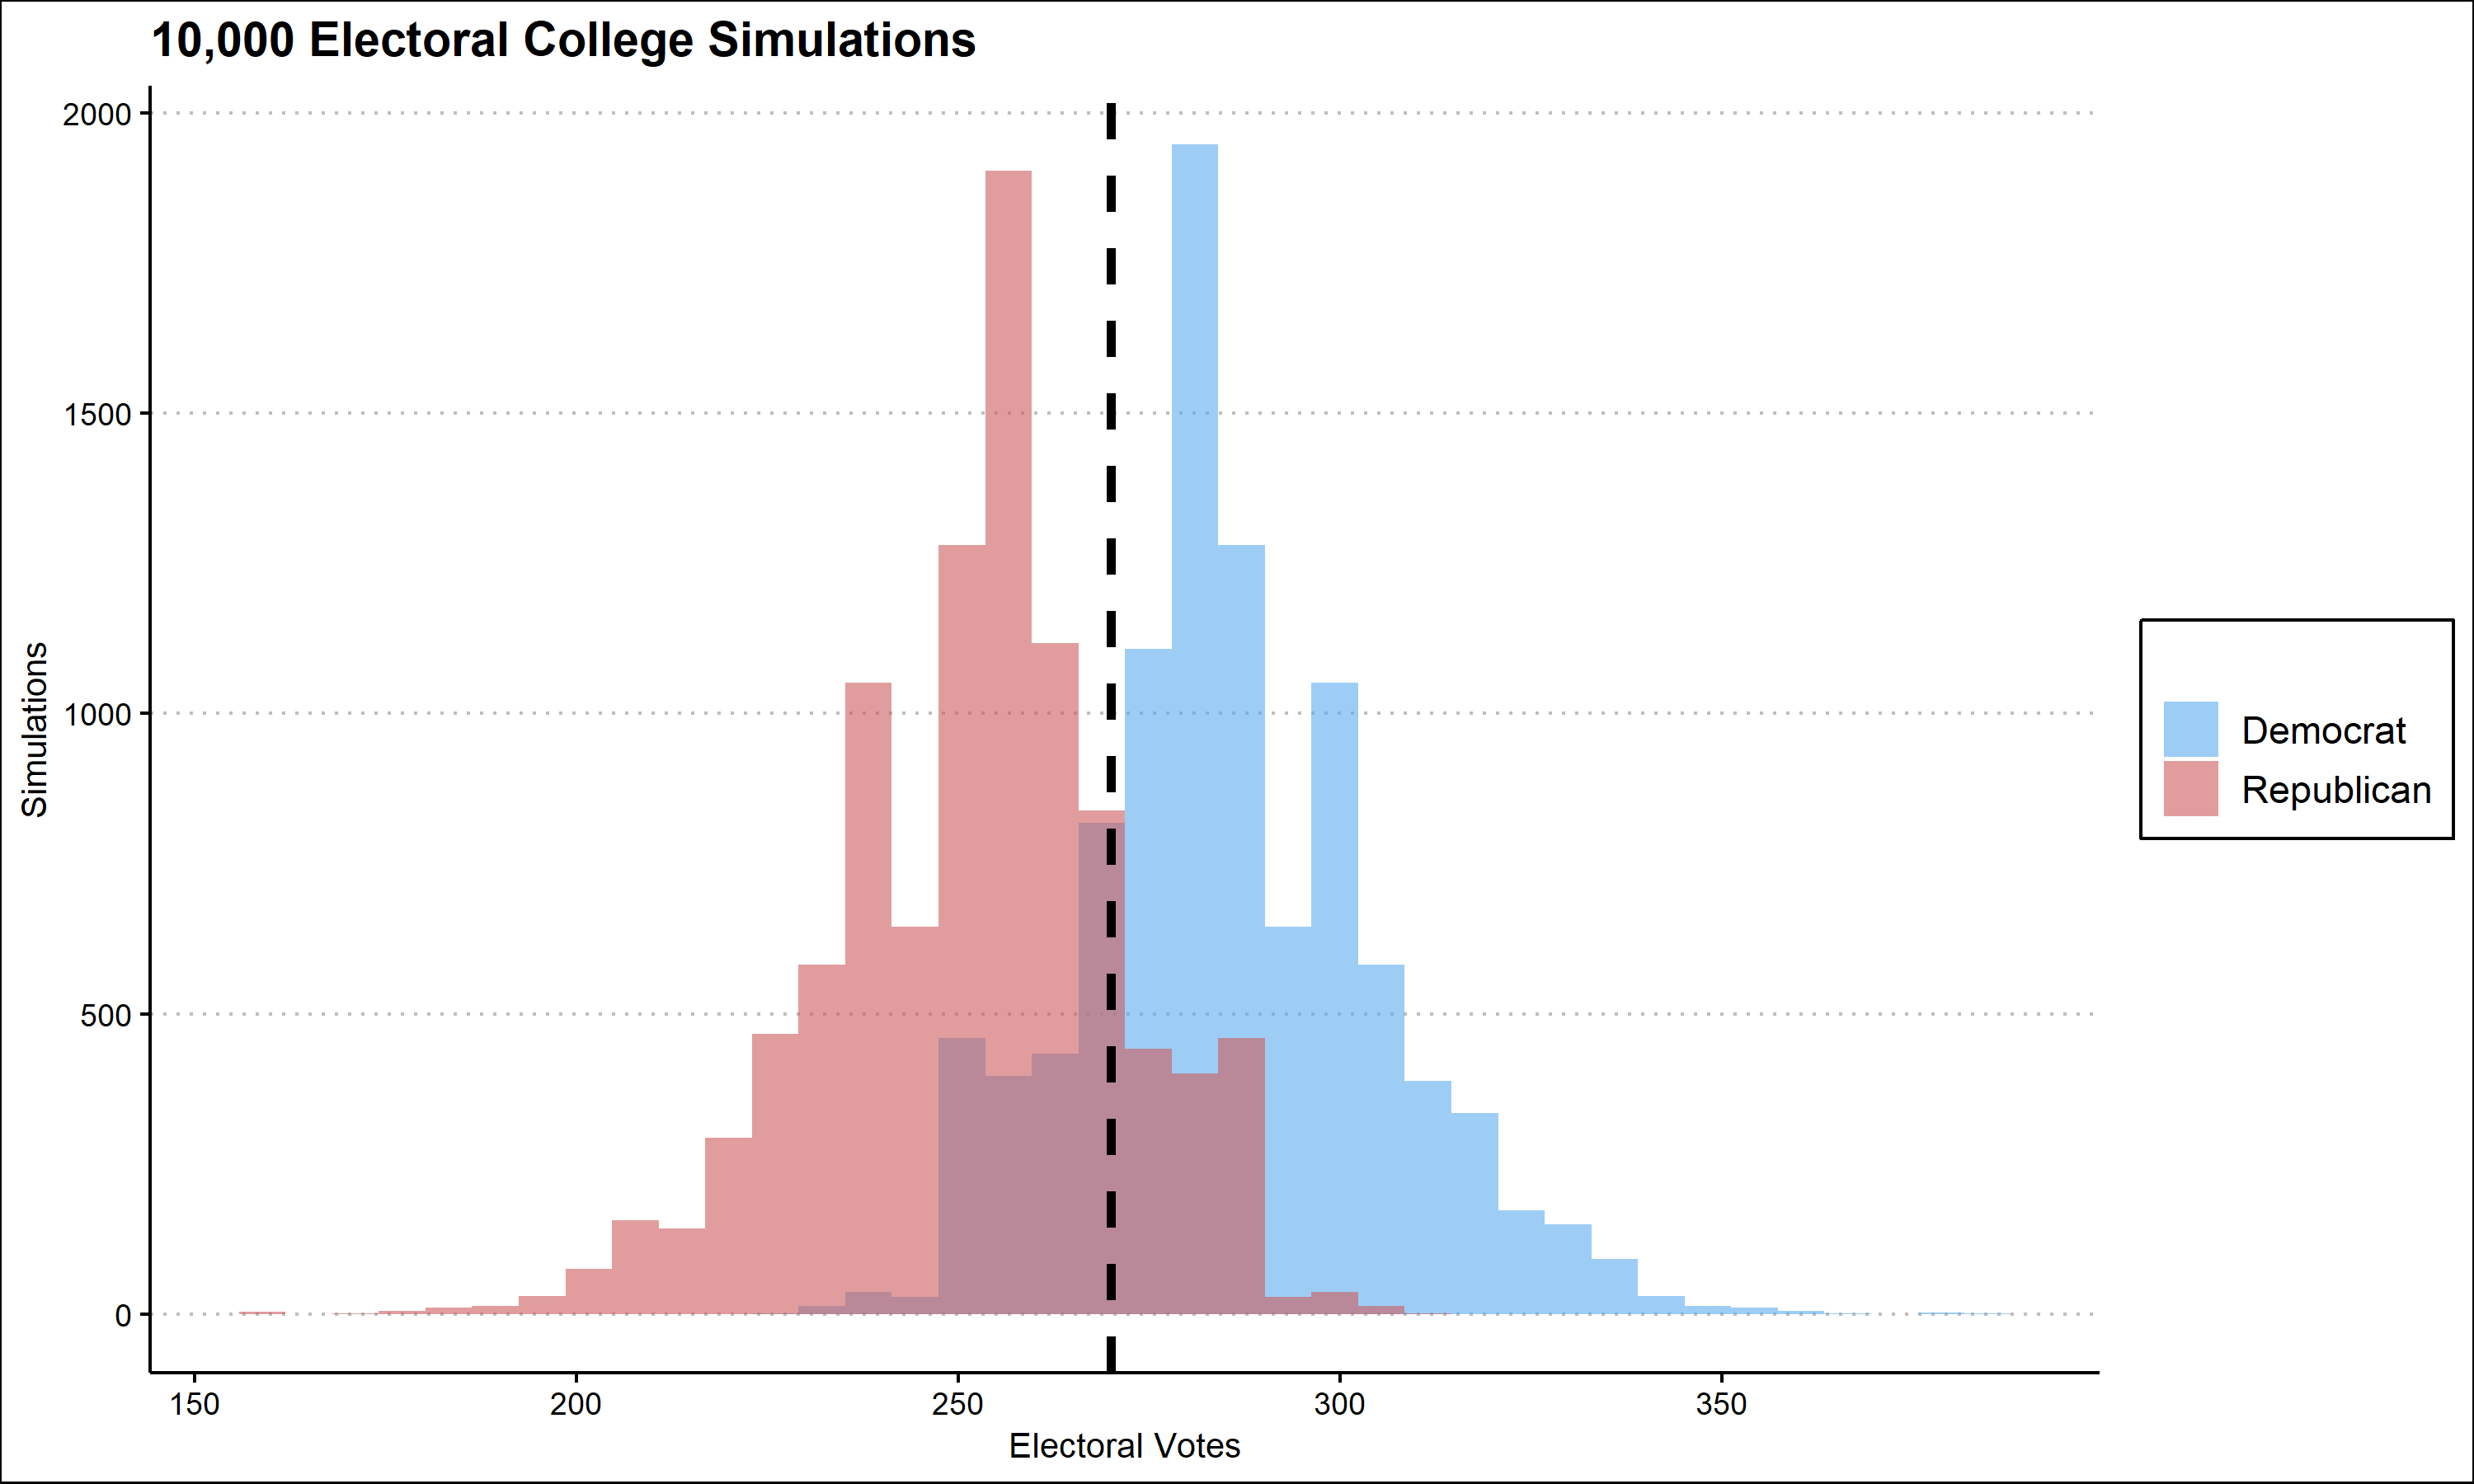 10,000 Electoral College Simulations
2000
1500
1000
500
0
Simulations
150 200 250 300 350
Electoral Votes
Democrat
Republican